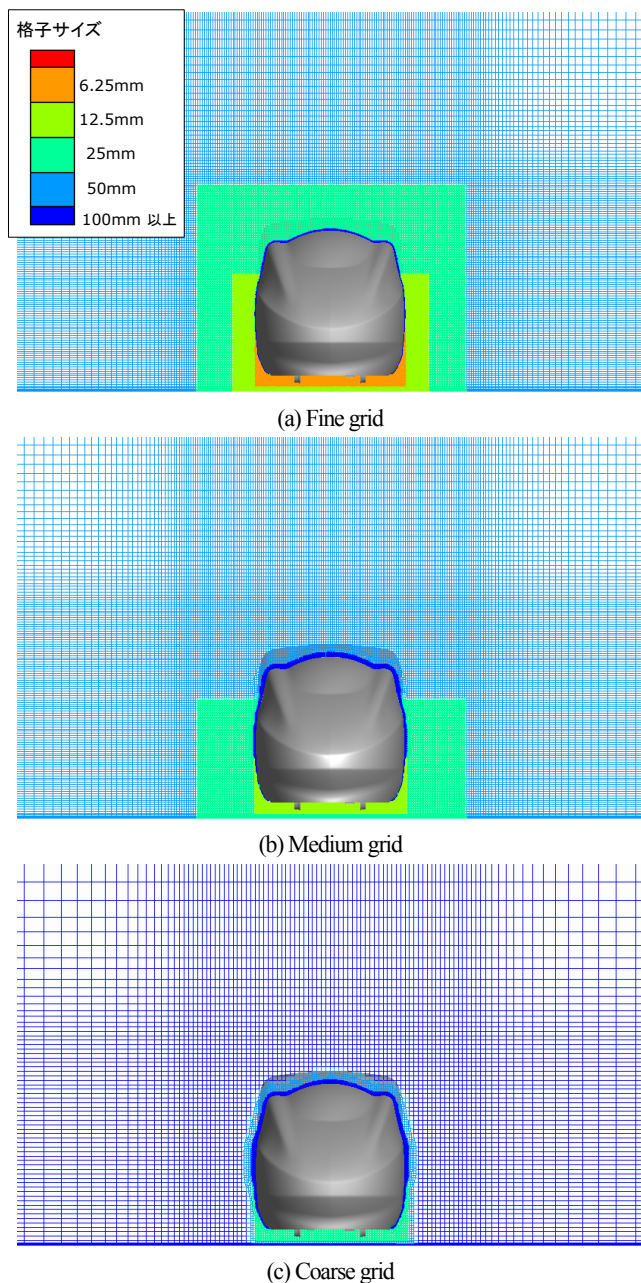 格子サイズ
6.25mm
12.5mm
25mm
50mm
100mm 以上
(a) Fine grid
(b) Medium grid
(c) Coarse grid